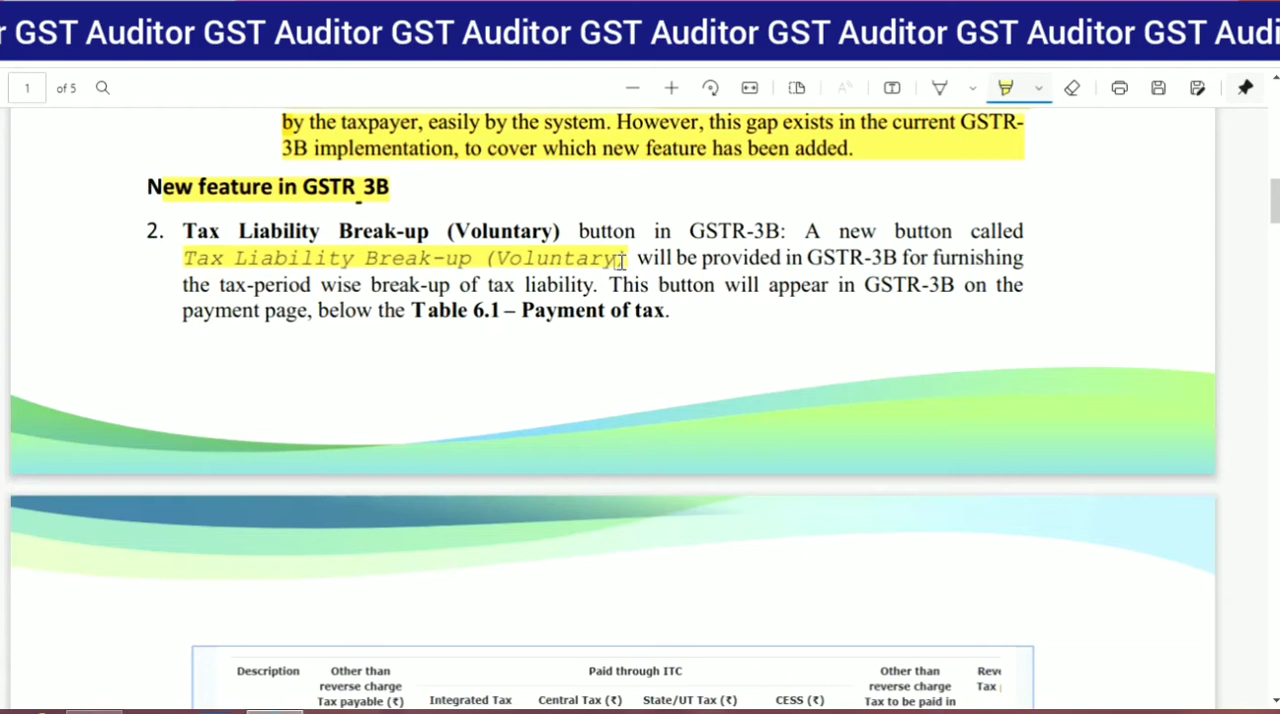 r GST Auditor GST Auditor GST Auditor GST Auditor GST Auditor GST Auditor GST Audi
1 of 5
by the taxpayer, easily by the system. However, this gap exists in the current GSTR-
3B implementation, to cover which new feature has been added.
New feature in GSTR_3B
2. Tax Liability Break-up (Voluntary) button in GSTR-3B: A new button called
Tax Liability Break-up (Voluntary) will be provided in GSTR-3B for furnishing
the tax-period wise break-up of tax liability. This button will appear in GSTR-3B on the
payment page, below the Table 6.1 – Payment of tax.
Description Other than Paid through ITC Other than Reve
reverse charge reverse charge Tax
Tax payable (₹) Integrated Tax Central Tax (₹) State/UT Tax (₹) CESS (₹) Tax to be paid in